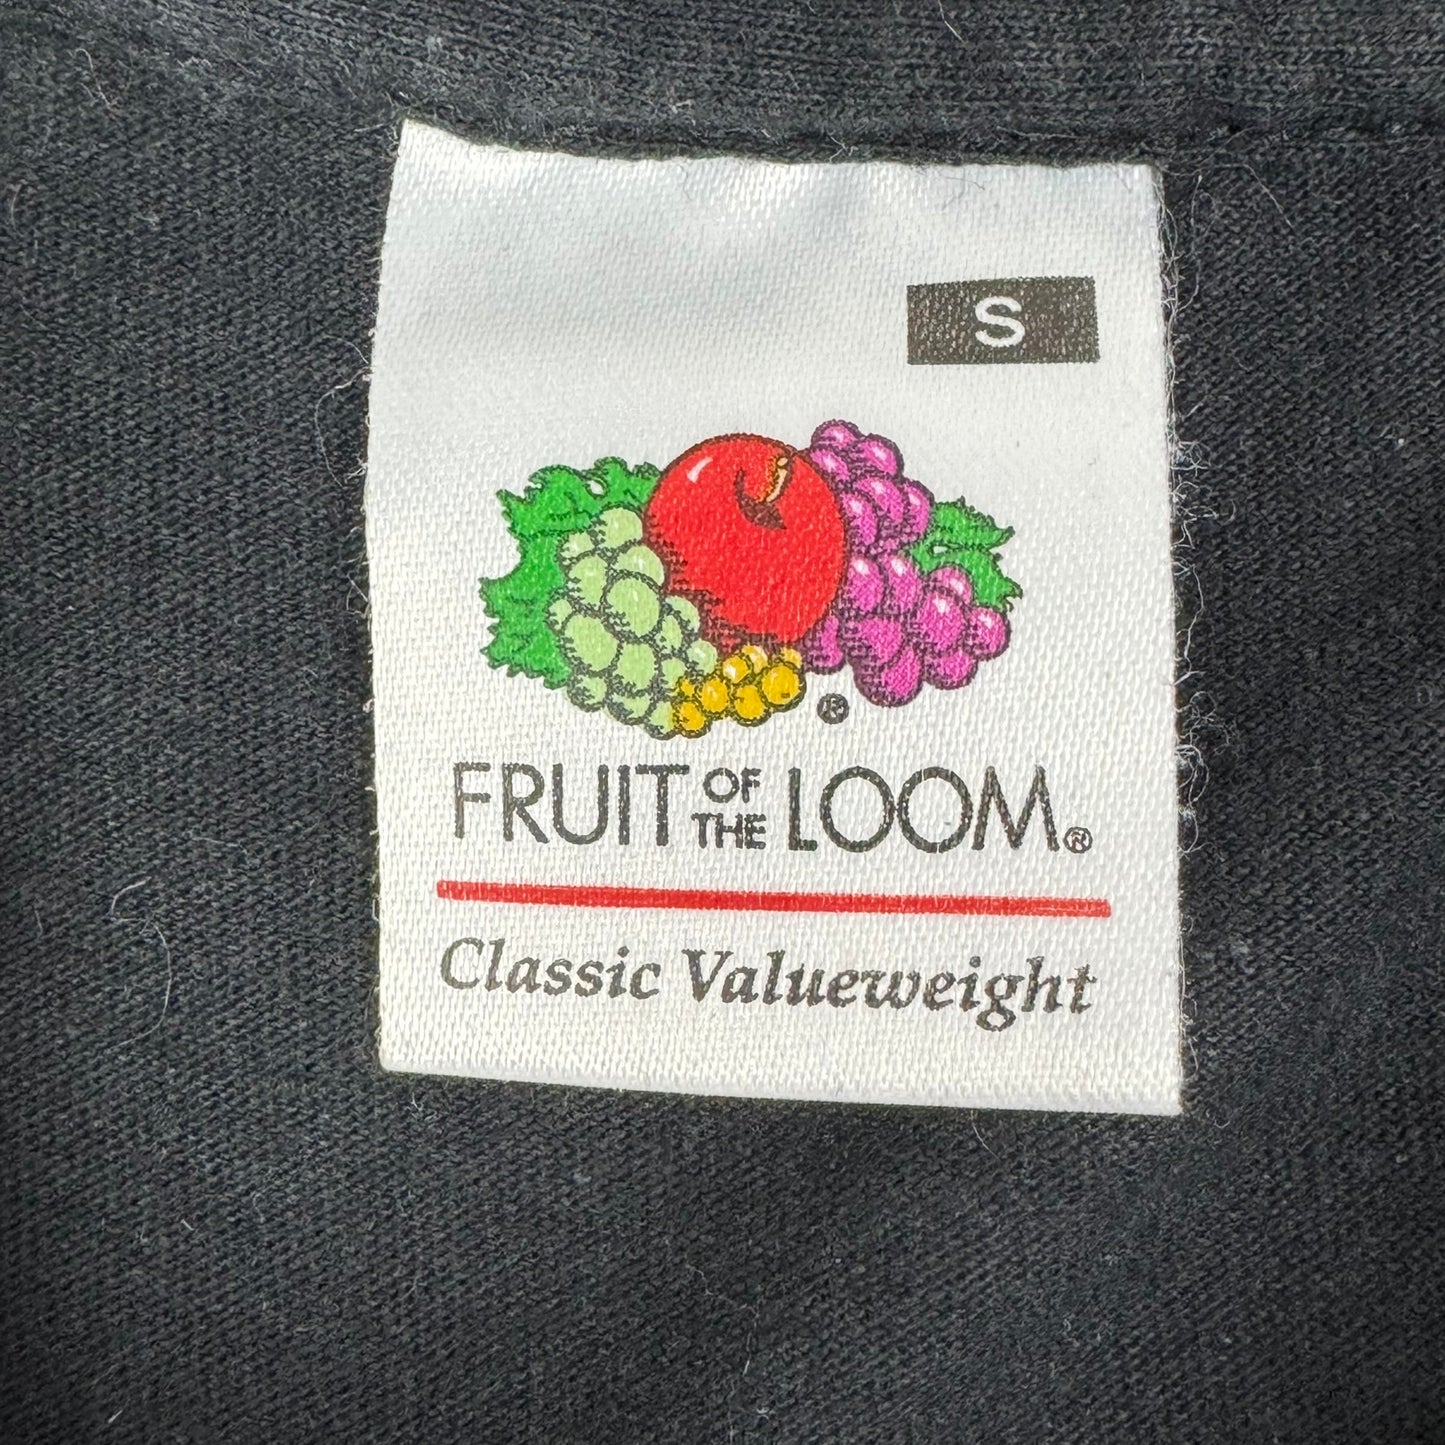 S
®
FRUIT OF THE LOOM®
Classic Valueweight